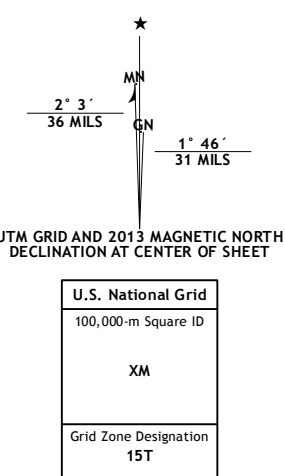 ★
MN
2° 3´
36 MILS
GN
1° 46´
31 MILS
UTM GRID AND 2013 MAGNETIC NORTH
DECLINATION AT CENTER OF SHEET
U.S. National Grid
100,000-m Square ID
XM
Grid Zone Designation
15T